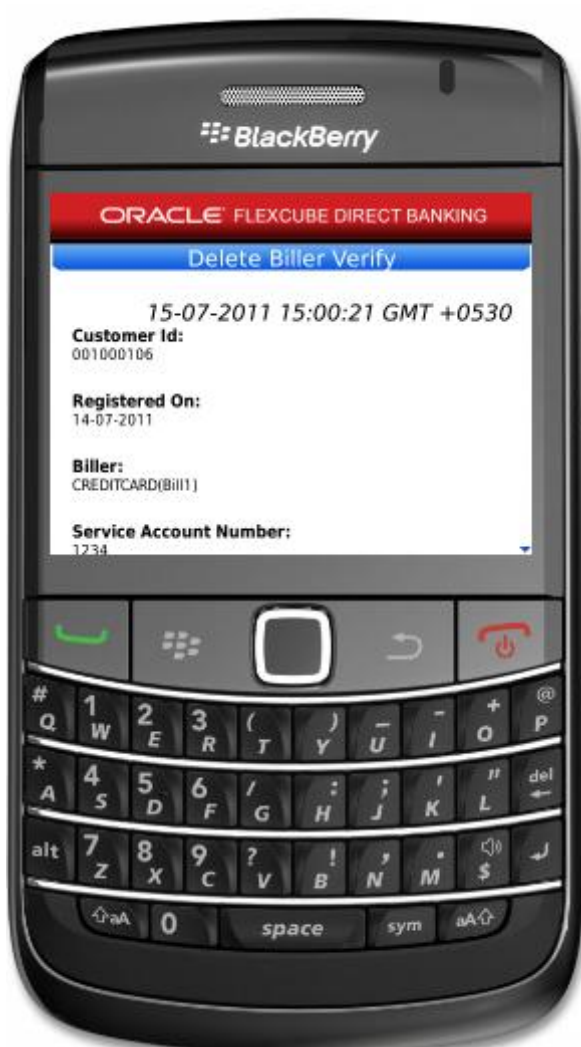 BlackBerry
ORACLE FLEXCUBE DIRECT BANKING
Delete Biller Verify
15-07-2011 15:00:21 GMT +0530
Customer Id:
001000106
Registered On:
14-07-2011
Biller:
CREDITCARD(Bill1)
Service Account Number:
1234
# Q 1 W 2 E 3 R ( T ) Y _ U - I + O @ P
* A 4 S 5 D 6 F / G : H ; J ' K " L del
alt 7 Z 8 X 9 C ? V ! B , N . M $
aA 0 space sym aA